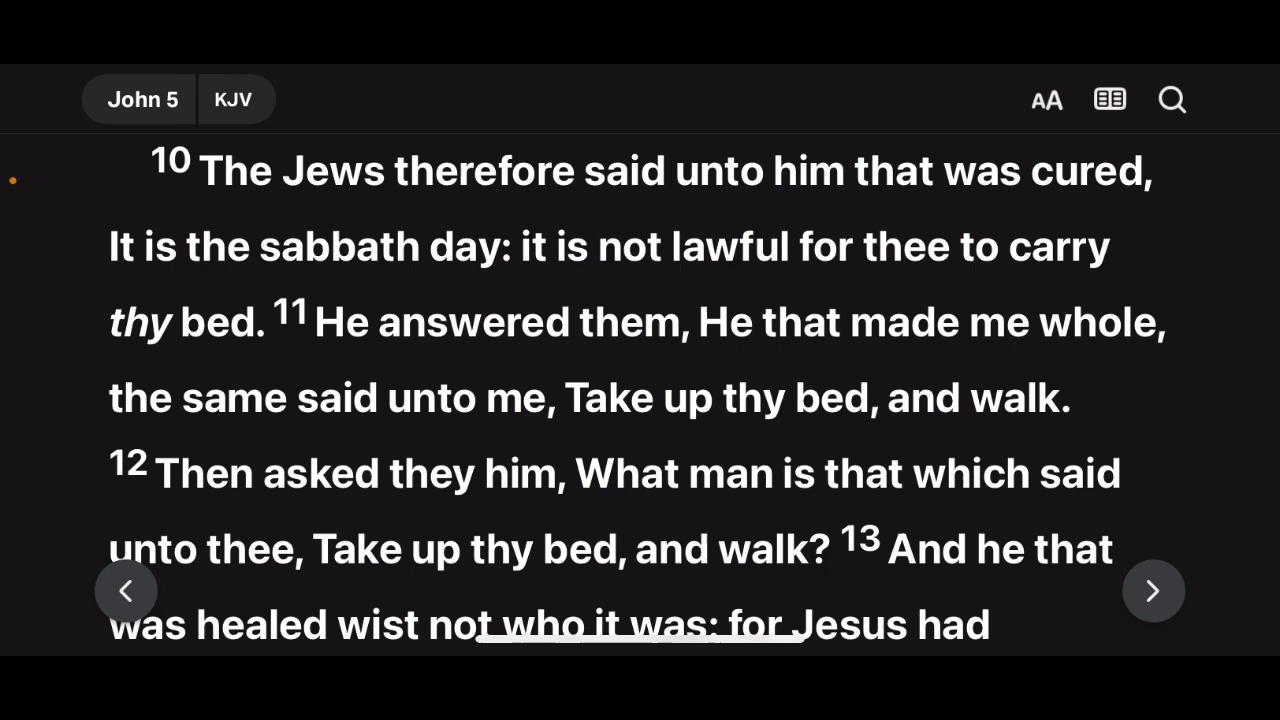 John 5 KJV AA
10 The Jews therefore said unto him that was cured,
It is the sabbath day: it is not lawful for thee to carry
thy bed. 11 He answered them, He that made me whole,
the same said unto me, Take up thy bed, and walk.
12 Then asked they him, What man is that which said
unto thee, Take up thy bed, and walk? 13 And he that
was healed wist not who it was: for Jesus had